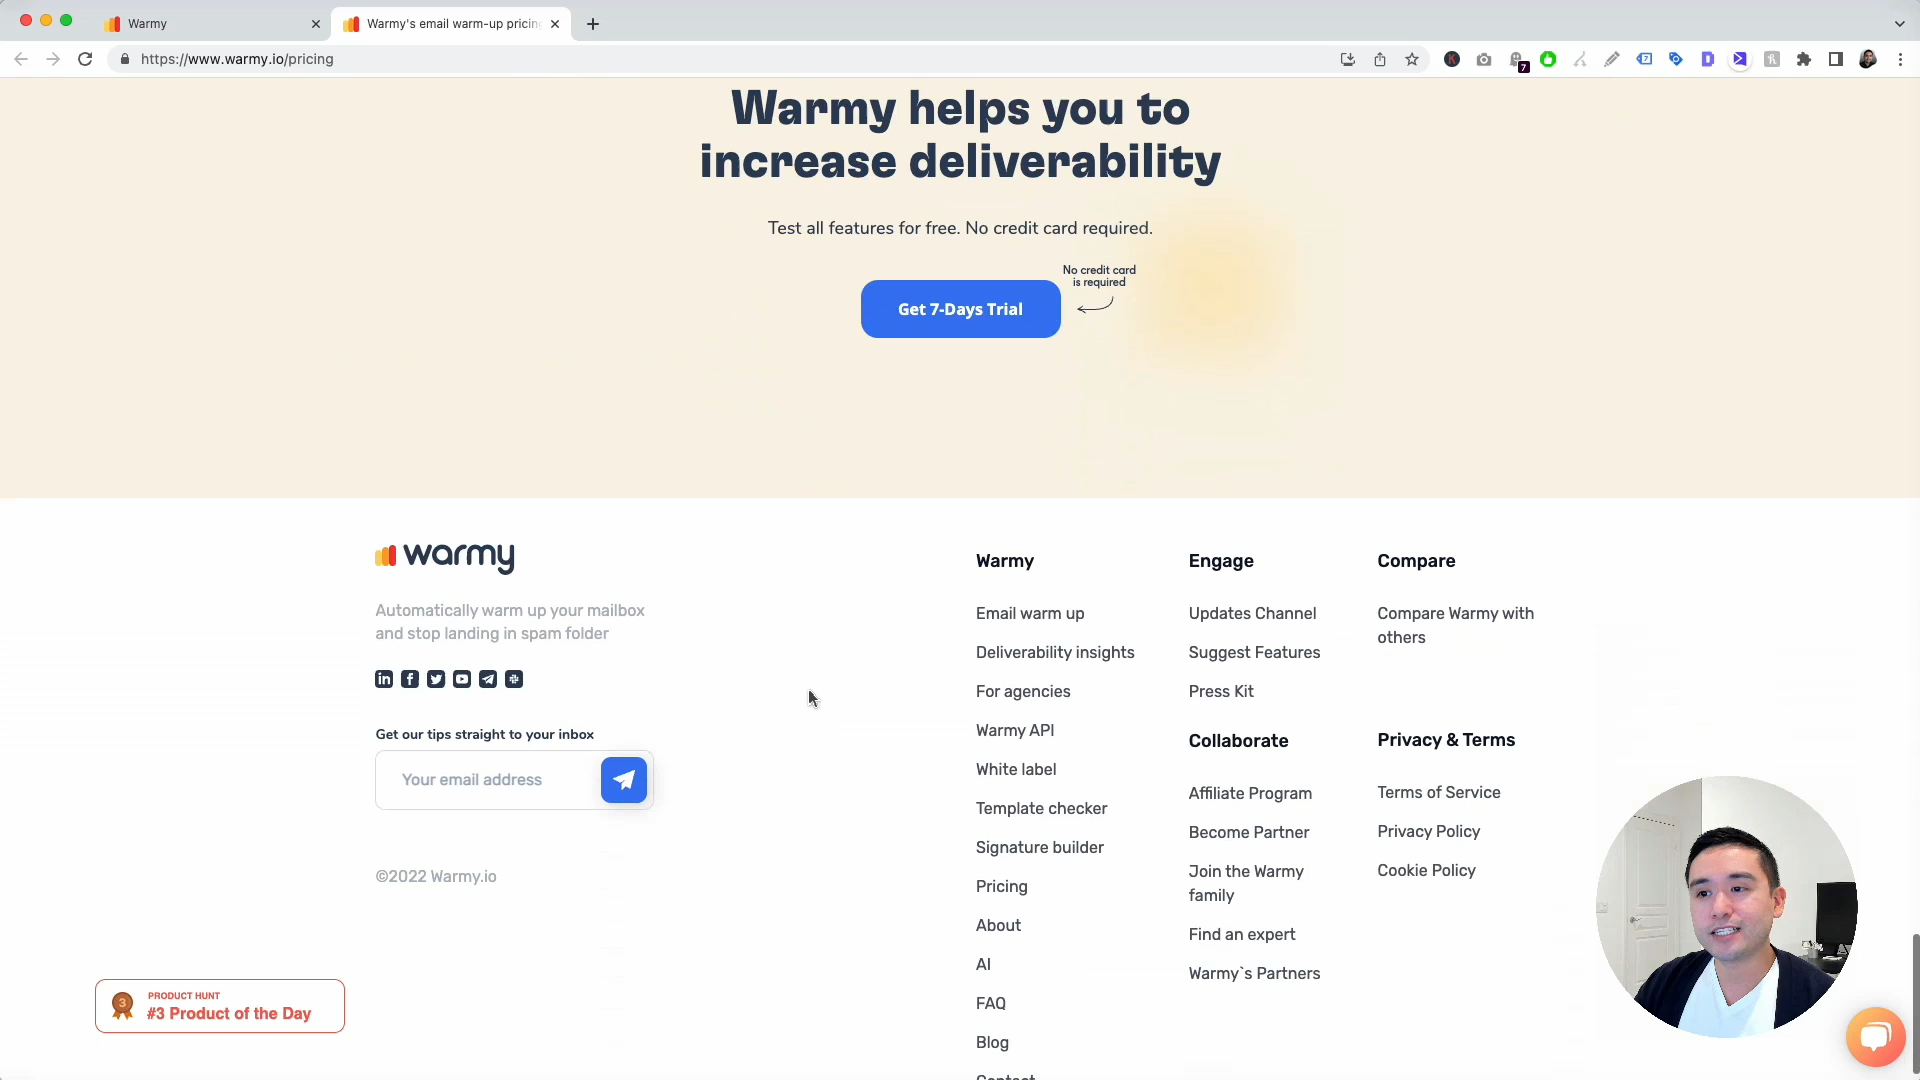 Warmy
Warmy's email warm-up pricin
https://www.warmy.io/pricing
7
Warmy helps you to
increase deliverability
Test all features for free. No credit card required.
No credit card
is required
Get 7-Days Trial
warmy
Automatically warm up your mailbox
and stop landing in spam folder
Get our tips straight to your inbox
Your email address
©2022 Warmy.io
3
PRODUCT HUNT
#3 Product of the Day
Warmy
Email warm up
Deliverability insights
For agencies
Warmy API
White label
Template checker
Signature builder
Pricing
About
AI
FAQ
Blog
Engage
Updates Channel
Suggest Features
Press Kit
Collaborate
Affiliate Program
Become Partner
Join the Warmy
family
Find an expert
Warmy`s Partners
Compare
Compare Warmy with
others
Privacy & Terms
Terms of Service
Privacy Policy
Cookie Policy